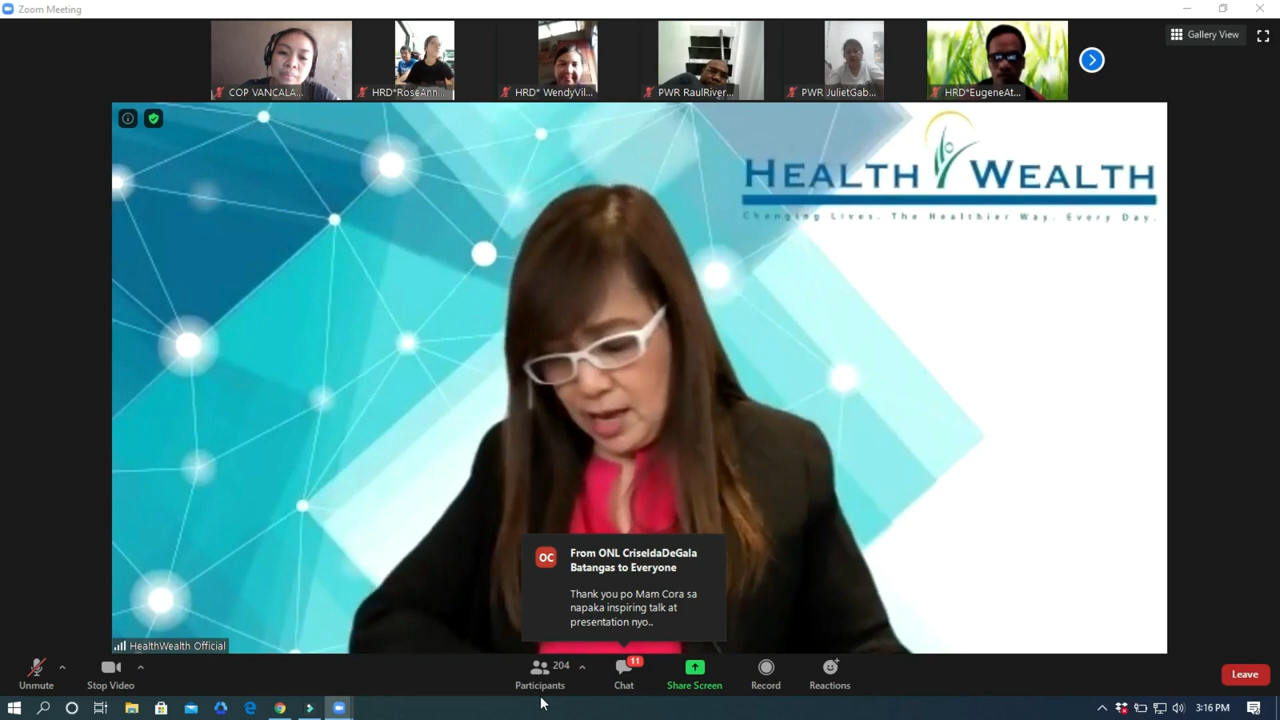 Zoom Meeting
Gallery View
COP VANCALA...
HRD*RoseAnn...
HRD* WendyVil...
PWR RaulRiver...
PWR JulietGab...
HRD*EugeneAt...
HEALTH WEALTH
Changing Lives. The Healthier Way. Every Day.
OC
From ONL CriseldaDeGala
Batangas to Everyone
Thank you po Mam Cora sa
napaka inspiring talk at
presentation nyo..
HealthWealth Official
Unmute
Stop Video
204
Participants
11
Chat
Share Screen
Record
Reactions
Leave
3:16 PM